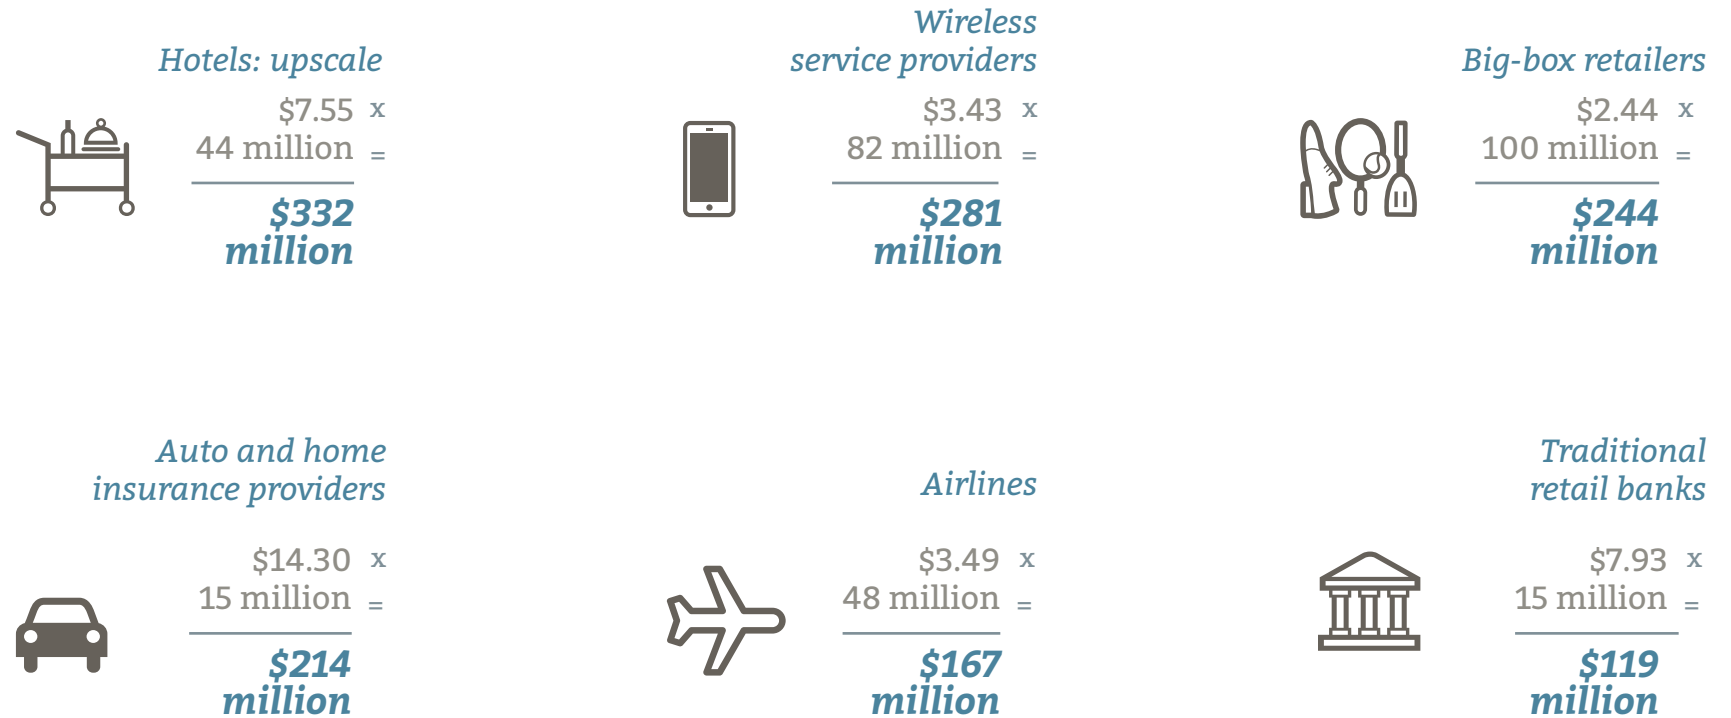 Hotels: upscale
$7.55 x
44 million =
$332
million
Wireless
service providers
$3.43 x
82 million =
$281
million
Big-box retailers
$2.44 x
100 million =
$244
million
Auto and home
insurance providers
$14.30 x
15 million =
$214
million
Airlines
$3.49 x
48 million =
$167
million
Traditional
retail banks
$7.93 x
15 million =
$119
million